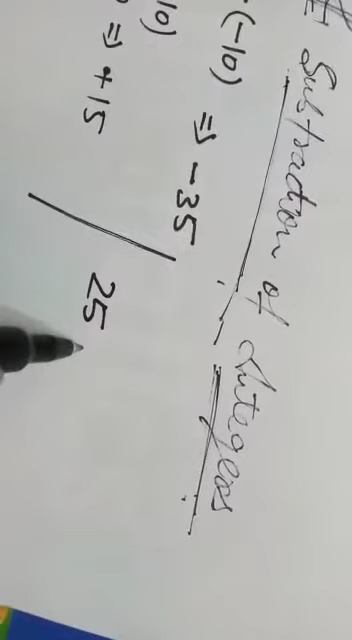 Subtraction of Integers
(-10) ⇒ -35
10)
⇒ +15
25